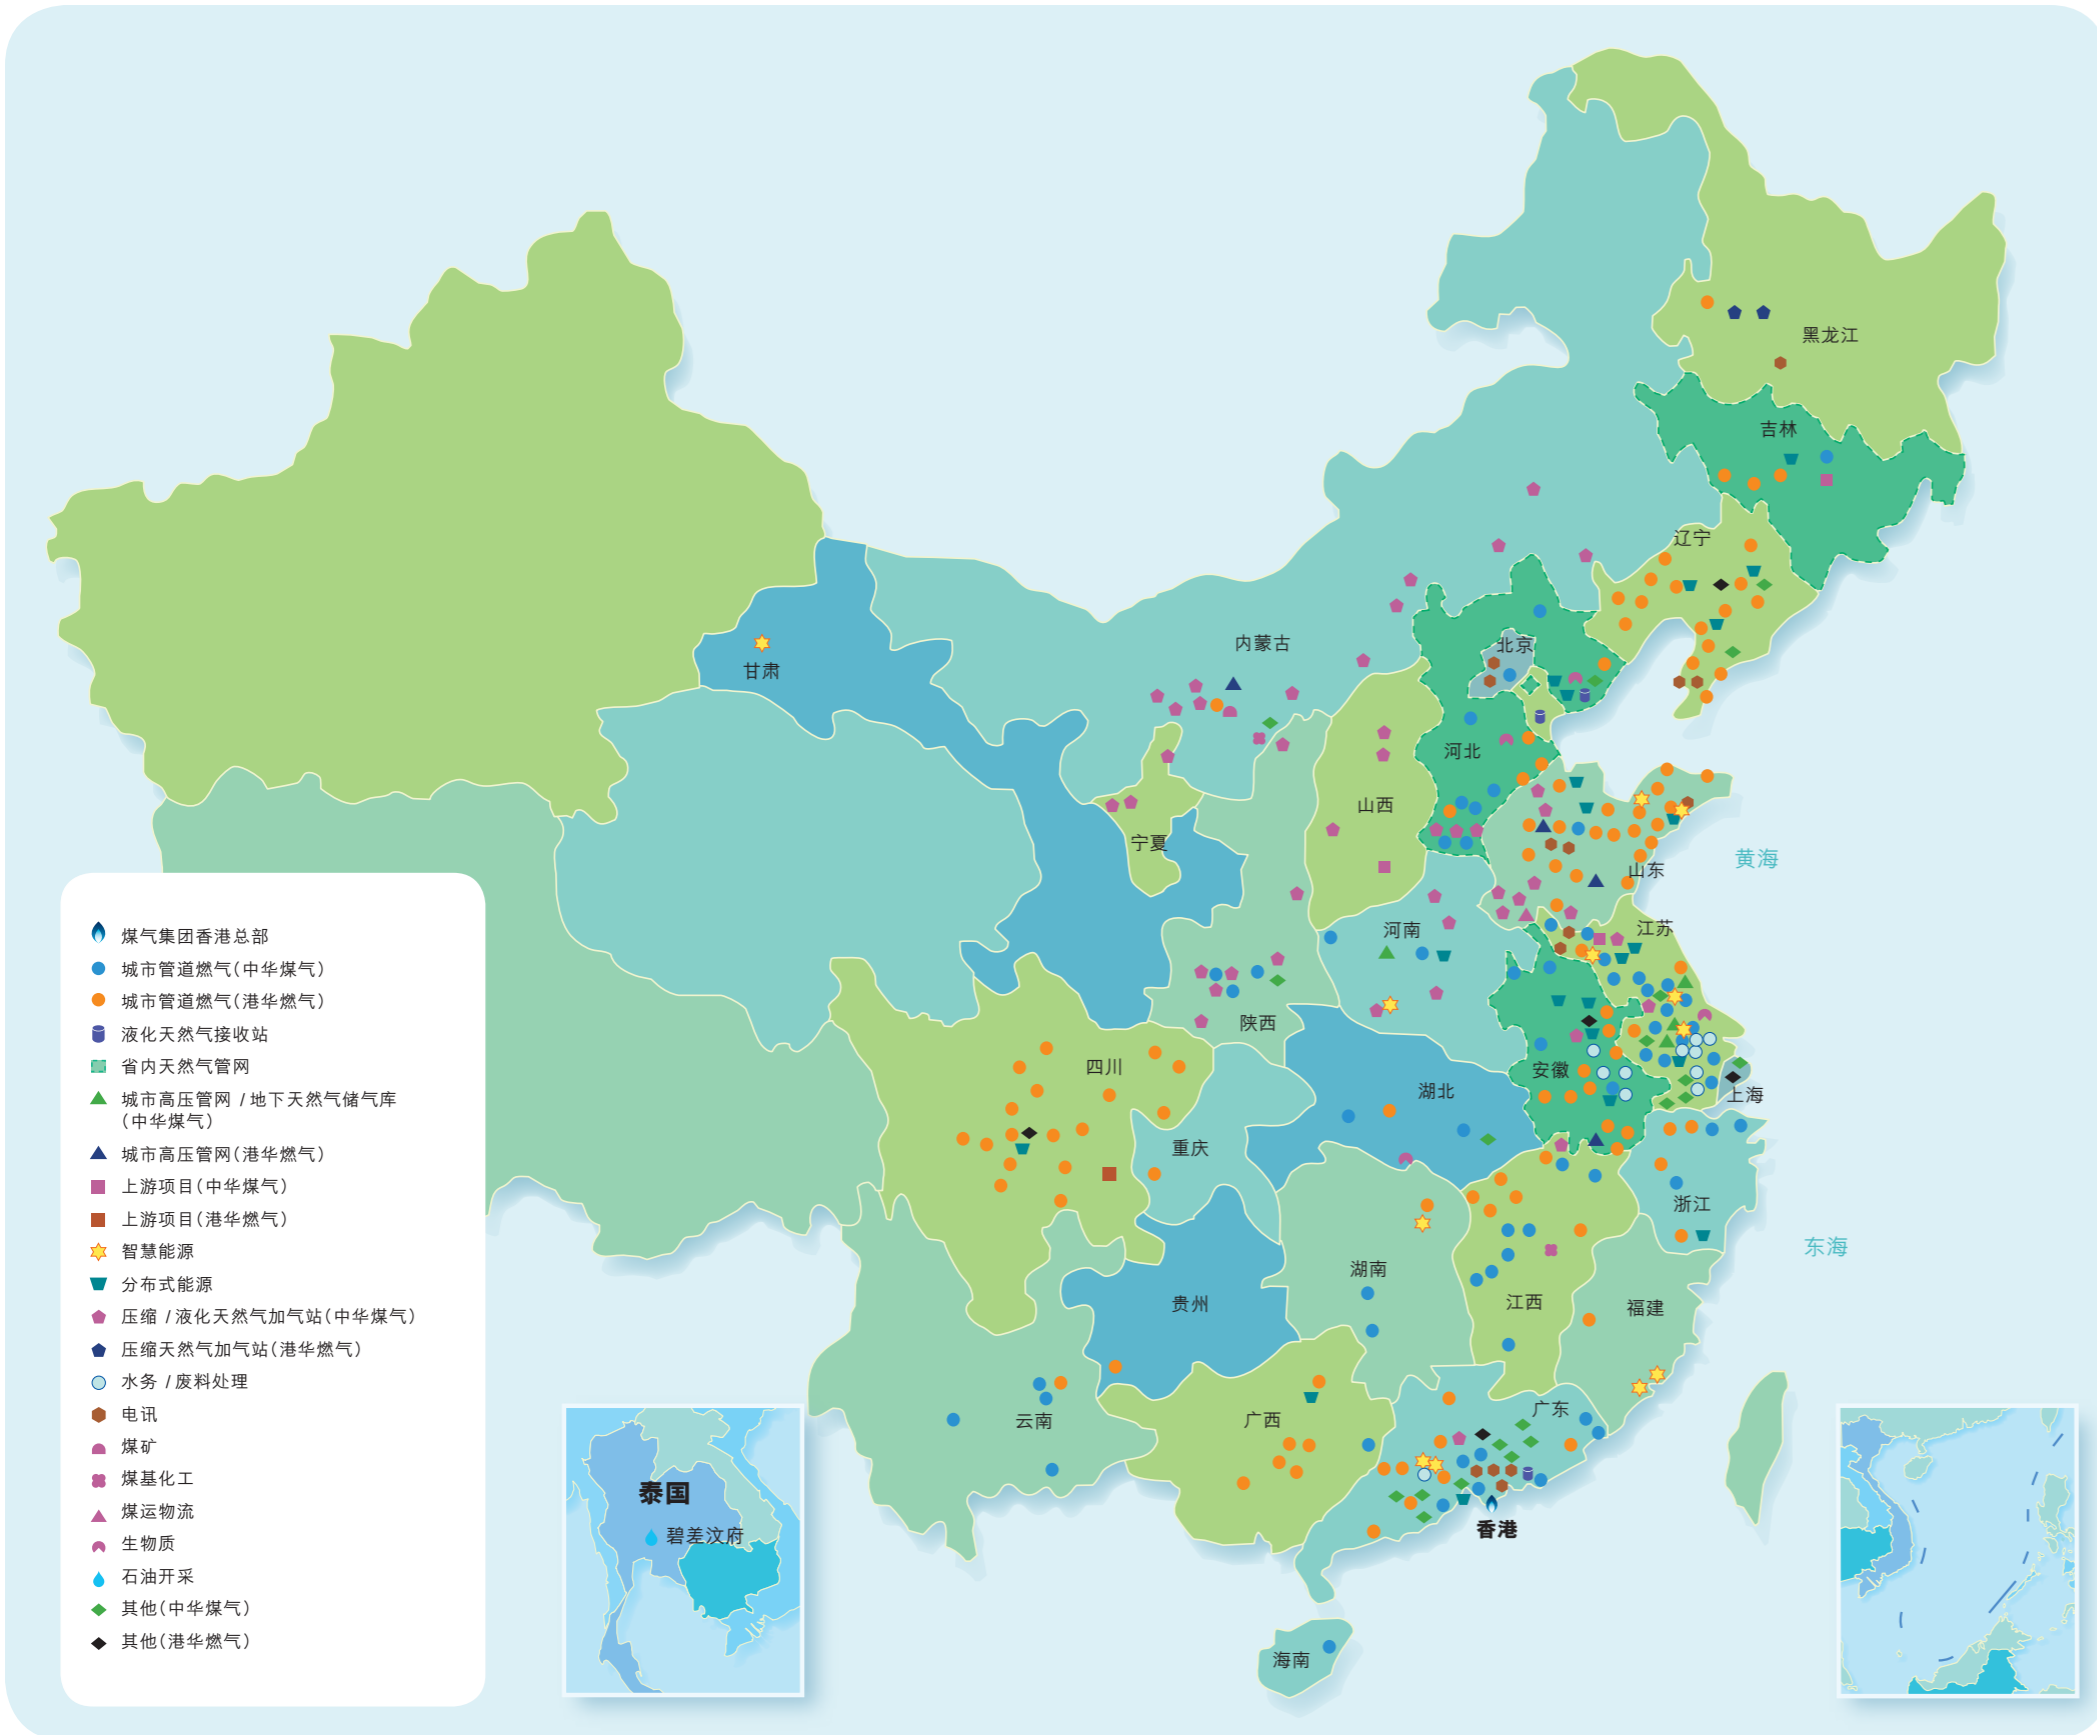 黑龙江
吉林
辽宁
内蒙古
北京
甘肃
河北
山西
宁夏
山东
黄海
河南
江苏
陕西
四川
安徽
湖北
上海
重庆
浙江
东海
湖南
贵州
江西
福建
云南
广西
广东
香港
海南
煤气集团香港总部
城市管道燃气(中华煤气)
城市管道燃气(港华燃气)
液化天然气接收站
省内天然气管网
城市高压管网 /地下天然气储气库
(中华煤气)
城市高压管网(港华燃气)
上游项目(中华煤气)
上游项目(港华燃气)
智慧能源
分布式能源
压缩 /液化天然气加气站(中华煤气)
压缩天然气加气站(港华燃气)
水务 /废料处理
电讯
煤矿
煤基化工
煤运物流
生物质
石油开采
其他(中华煤气)
其他(港华燃气)
泰国
碧差汶府